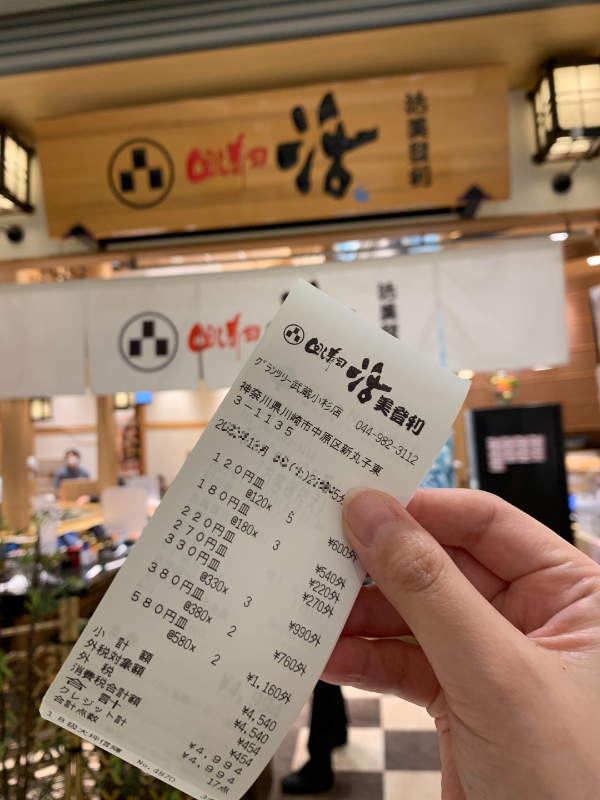 回し寿司
活
活美登利
回し寿司
回し寿司
活
美登利
グランツリー武蔵小杉店
044-982-3112
神奈川県川崎市中原区新丸子東
3-1135
120円皿
@120x 5 ¥600外
180円皿
@180x 3 ¥540外
220円皿 ¥220外
270円皿 ¥270外
330円皿
@330x 3 ¥990外
380円皿
@380x 2 ¥760外
580円皿
@580x 2 ¥1,160外
小計 ¥4,540
外税対象額 ¥4,540
外税 ¥454
消費税合計額 ¥454
合計 ¥4,994
クレジット計 ¥4,994
合計点数 17点
No.4870